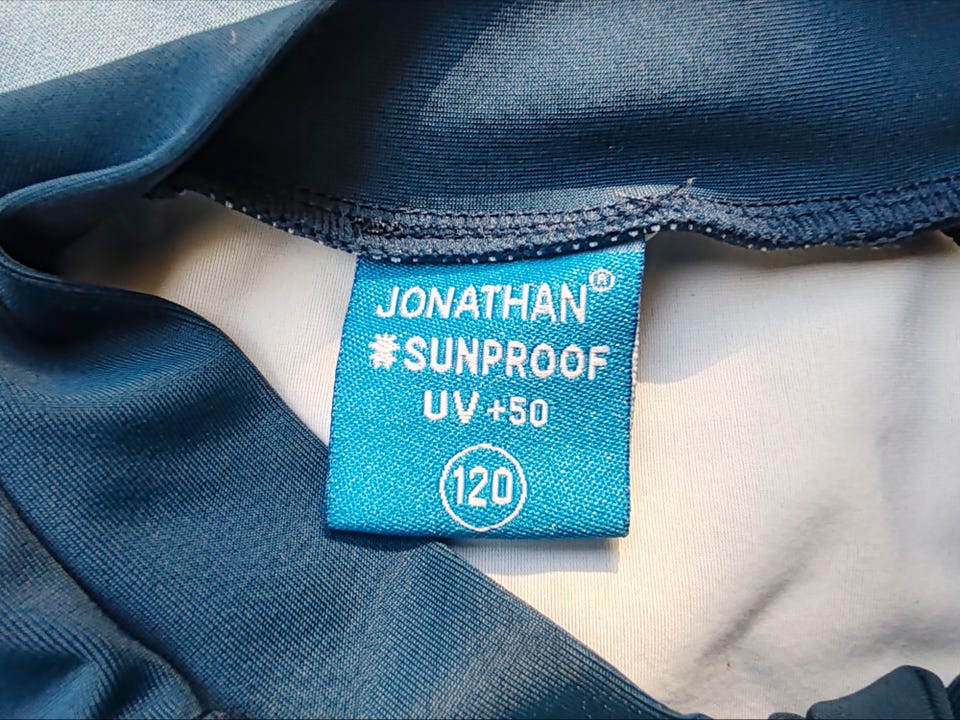 JONATHAN®
SUNPROOF
UV +50
120